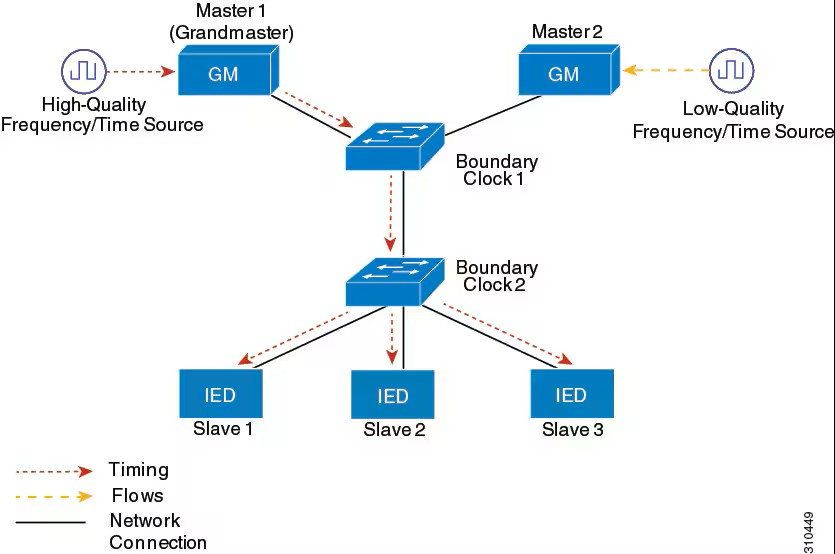 Master 1
(Grandmaster)
Master 2
GM
GM
High-Quality
Frequency/Time Source
Low-Quality
Frequency/Time Source
Boundary
Clock 1
Boundary
Clock 2
IED
IED
IED
Slave 1
Slave 2
Slave 3
Timing
Flows
Network
Connection
310449